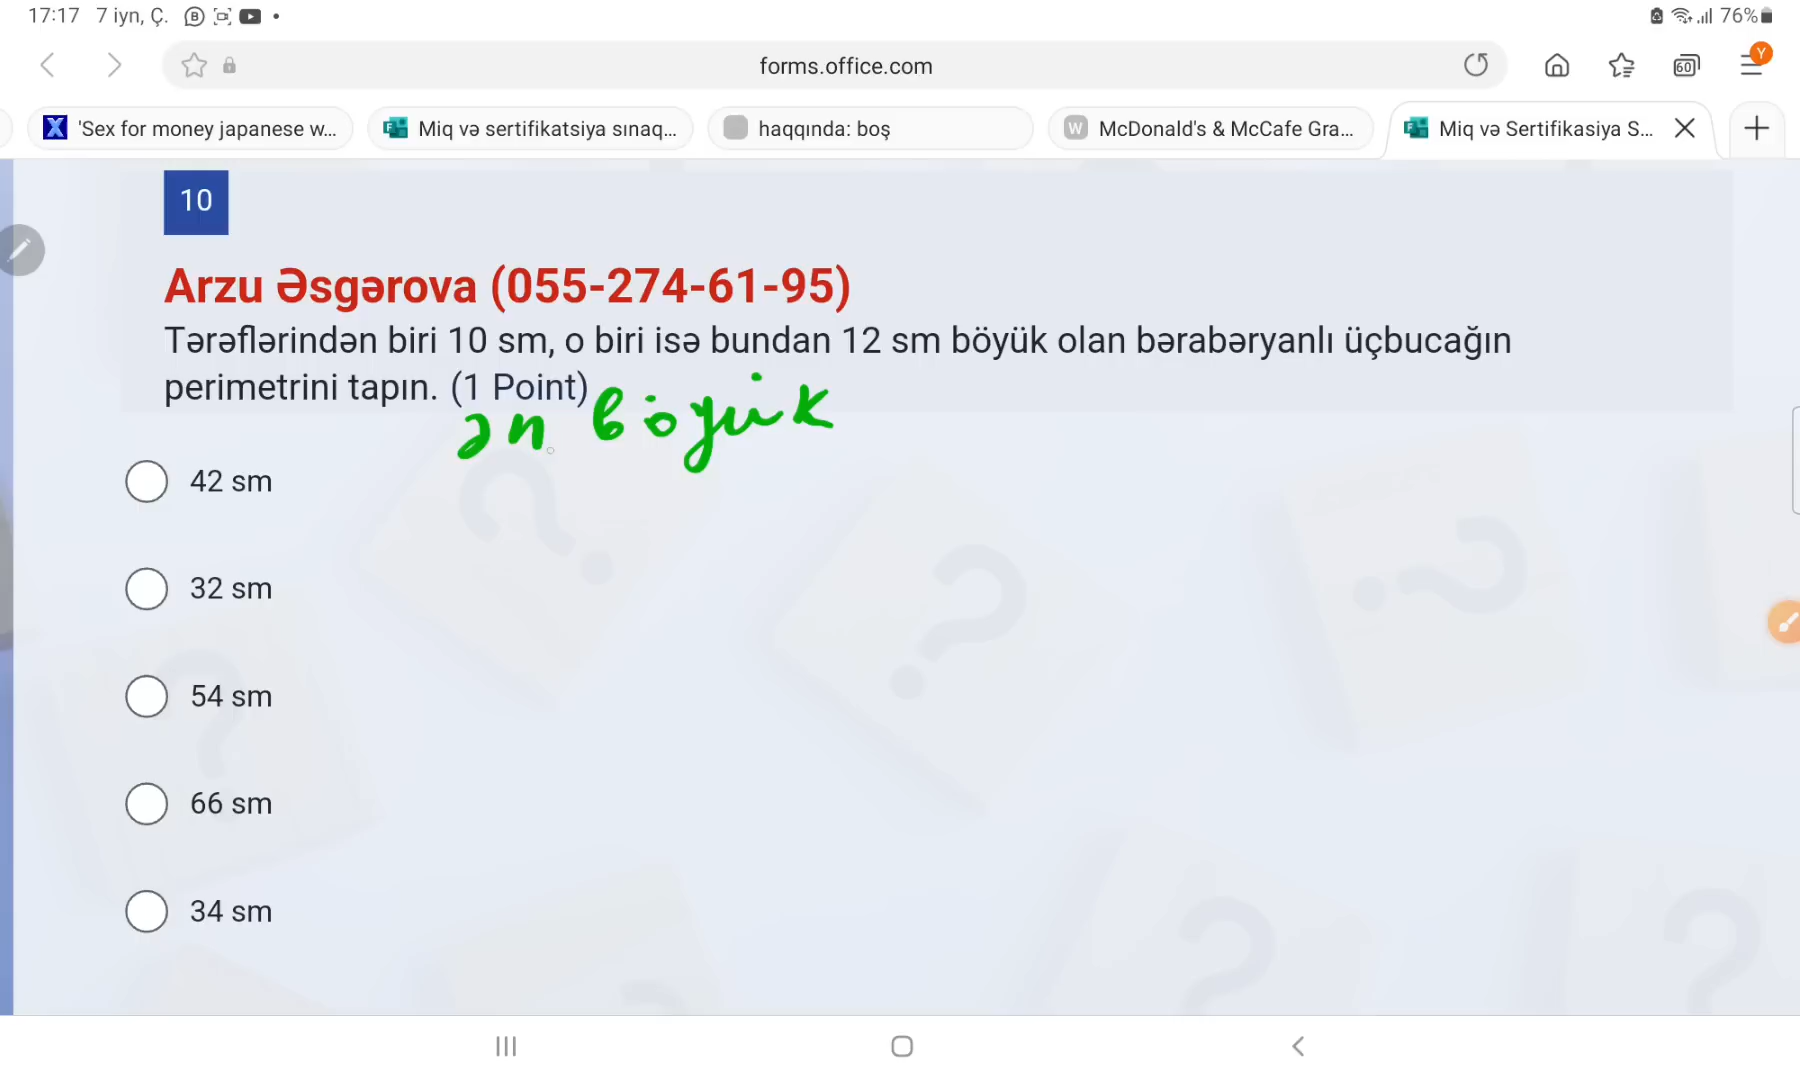 17:17 7 iyn, Ç.
76%
forms.office.com
60
Y
'Sex for money japanese w...
Miq və sertifikatsiya sınaq...
haqqında: boş
W McDonald's & McCafe Gra...
Miq və Sertifikasiya S...
10
Arzu Əsgərova (055-274-61-95)
Tərəflərindən biri 10 sm, o biri isə bundan 12 sm böyük olan bərabəryanlı üçbucağın
perimetrini tapın. (1 Point)
ən böyük
42 sm
32 sm
54 sm
66 sm
34 sm